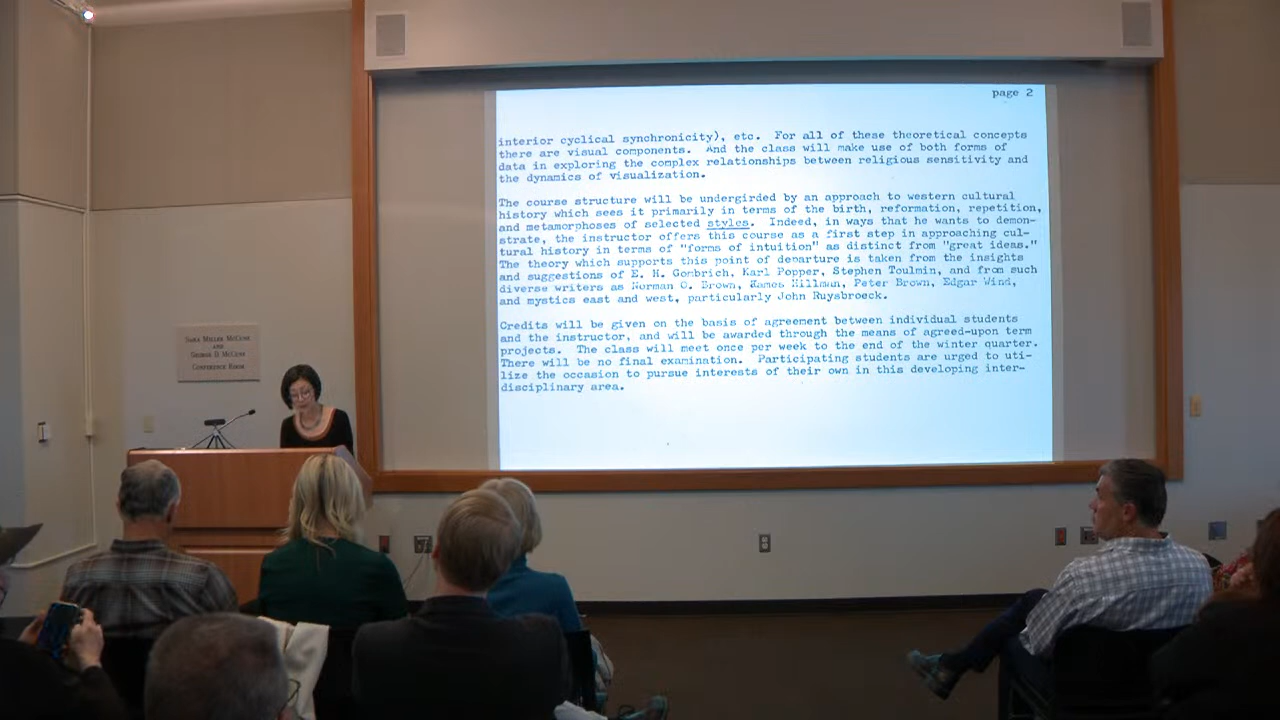 page 2
interior cyclical synchronicity), etc. For all of these theoretical concepts
there are visual components. And the class will make use of both forms of
data in exploring the complex relationships between religious sensitivity and
the dynamics of visualization.
The course structure will be undergirded by an approach to western cultural
history which sees it primarily in terms of the birth, reformation, repetition,
and metamorphoses of selected styles. Indeed, in ways that he wants to demon-
strate, the instructor offers this course as a first step in approaching cul-
tural history in terms of "forms of intuition" as distinct from "great ideas."
The theory which supports this point of departure is taken from the insights
and suggestions of E. H. Gombrich, Karl Popper, Stephen Toulmin, and from such
diverse writers as Norman O. Brown, Hillman, Peter Brown, Edgar Wind,
and mystics east and west, particularly John Ruysbroeck.
Credits will be given on the basis of agreement between individual students
and the instructor, and will be awarded through the means of agreed-upon term
projects. The class will meet once per week to the end of the winter quarter.
There will be no final examination. Participating students are urged to uti-
lize the occasion to pursue interests of their own in this developing inter-
disciplinary area.
Sara Miller McCune
and
George D. McCune
Conference Room